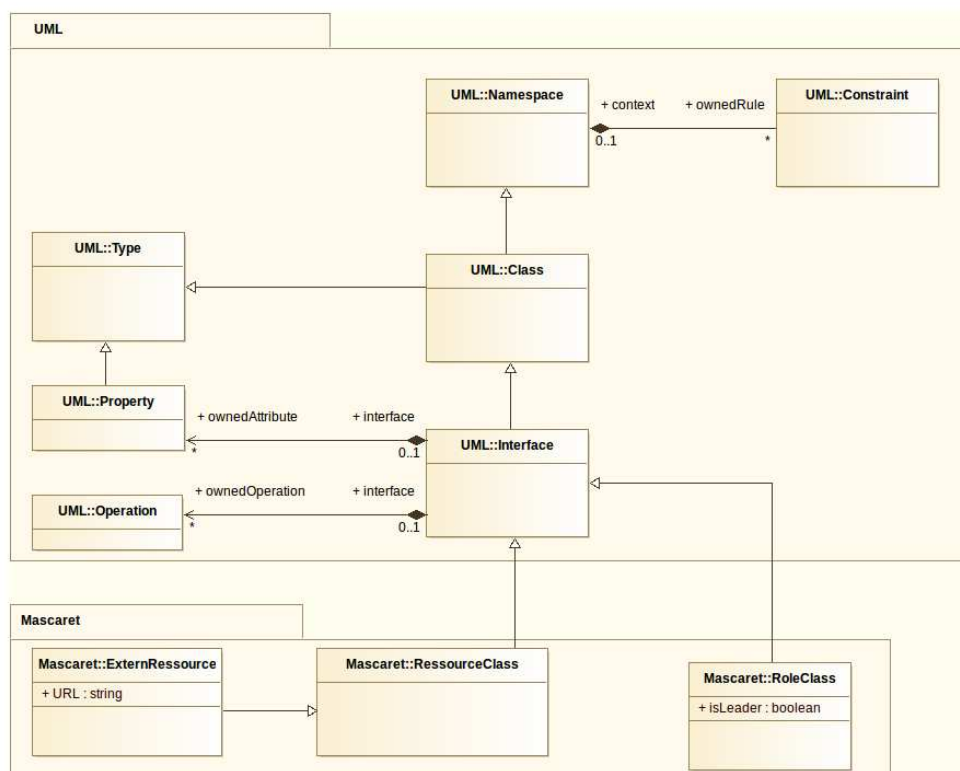 UML
UML::Namespace
+ context
+ ownedRule
UML::Constraint
0..1
*
UML::Type
UML::Class
UML::Property
+ ownedAttribute
+ interface
*
0..1
UML::Interface
UML::Operation
+ ownedOperation
+ interface
*
0..1
Mascaret
Mascaret::ExternRessource
+ URL : string
Mascaret::RessourceClass
Mascaret::RoleClass
+ isLeader : boolean